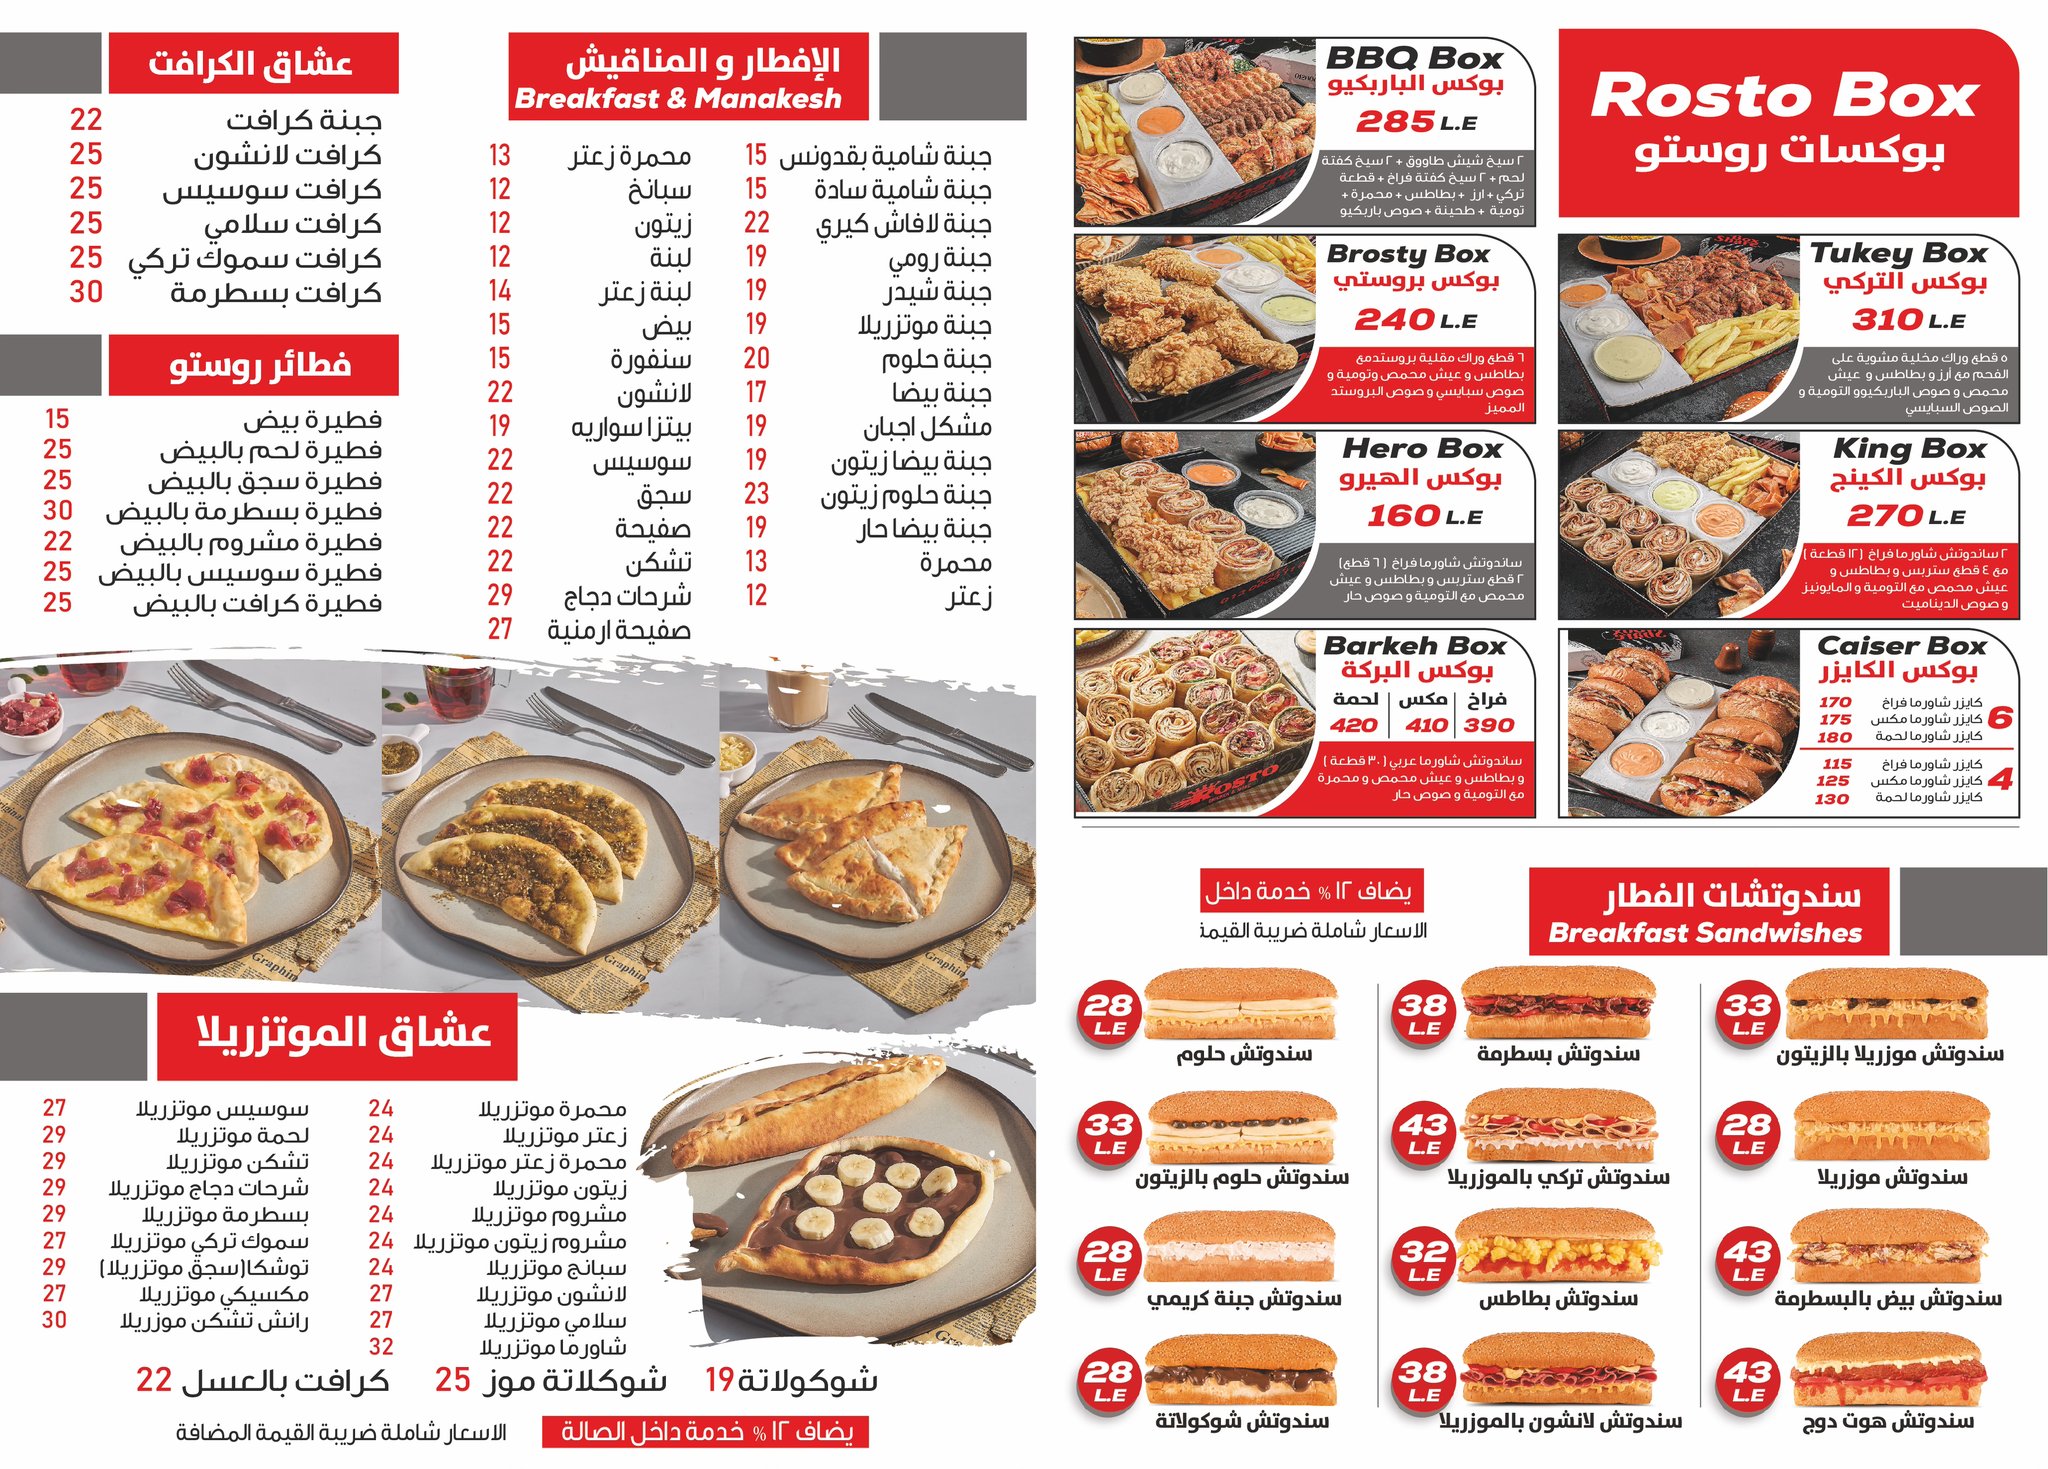 Rosto Box
بوكسات روستو
BBQ Box
بوكس الباربكيو
285 L.E
٢ سيخ شيش طاووق + ٢ سيخ كفتة
لحم + ٢ سيخ كفتة فراخ + قطعة
تركي + ارز + بطاطس + محمرة +
تومية + طحينة + صوص باربكيو
Tukey Box
بوكس التركي
310 L.E
٥ قطع وراك مخلية مشوية على
الفحم مع أرز و بطاطس و عيش
محمص و صوص الباربكيوو التومية و
الصوص السبايسي
Brosty Box
بوكس بروستي
240 L.E
٦ قطع وراك مقلية بروستدمع
بطاطس و عيش محمص وتومية و
صوص سبايسي و صوص البروستد
المميز
King Box
بوكس الكينج
270 L.E
٢ ساندوتش شاورما فراخ (١٢ قطعة )
مع ٤ قطع ستربس و بطاطس و
عيش محمص مع التومية و المايونيز
و صوص الديناميت
Hero Box
بوكس الهيرو
160 L.E
ساندوتش شاورما فراخ (٦ قطع)
٢ قطع ستربس و بطاطس و عيش
محمص مع التومية و صوص حار
Caiser Box
بوكس الكايزر
6
كايزر شاورما فراخ 170
كايزر شاورما مكس 175
كايزر شاورما لحمة 180
4
كايزر شاورما فراخ 115
كايزر شاورما مكس 125
كايزر شاورما لحمة 130
Barkeh Box
بوكس البركة
فراخ | مكس | لحمة
390 | 410 | 420
ساندوتش شاورما عربي (٣٠ قطعة )
و بطاطس و عيش محمص و محمرة
مع التومية و صوص حار
ROSTO
سندوتشات الفطار
Breakfast Sandwishes
يضاف ١٢ % خدمة داخل
الاسعار شاملة ضريبة القيمة
33 L.E
سندوتش موزريلا بالزيتون
38 L.E
سندوتش بسطرمة
28 L.E
سندوتش حلوم
28 L.E
سندوتش موزريلا
43 L.E
سندوتش تركي بالموزريلا
33 L.E
سندوتش حلوم بالزيتون
43 L.E
سندوتش بيض بالبسطرمة
32 L.E
سندوتش بطاطس
28 L.E
سندوتش جبنة كريمي
43 L.E
سندوتش هوت دوج
38 L.E
سندوتش لانشون بالموزريلا
28 L.E
سندوتش شوكولاتة
الإفطار و المناقيش
Breakfast & Manakesh
جبنة شامية بقدونس 15
جبنة شامية سادة 15
جبنة لافاش كيري 22
جبنة رومي 19
جبنة شيدر 19
جبنة موتزريلا 19
جبنة حلوم 20
جبنة بيضا 17
مشكل اجبان 19
جبنة بيضا زيتون 19
جبنة حلوم زيتون 23
جبنة بيضا حار 19
محمرة 13
زعتر 12
محمرة زعتر 13
سبانخ 12
زيتون 12
لبنة 12
لبنة زعتر 14
بيض 15
سنفورة 15
لانشون 22
بيتزا سواريه 19
سوسيس 22
سجق 22
صفيحة 22
تشكن 22
شرحات دجاج 29
صفيحة ارمنية 27
عشاق الكرافت
جبنة كرافت 22
كرافت لانشون 25
كرافت سوسيس 25
كرافت سلامي 25
كرافت سموك تركي 25
كرافت بسطرمة 30
فطائر روستو
فطيرة بيض 15
فطيرة لحم بالبيض 25
فطيرة سجق بالبيض 25
فطيرة بسطرمة بالبيض 30
فطيرة مشروم بالبيض 22
فطيرة سوسيس بالبيض 25
فطيرة كرافت بالبيض 25
عشاق الموتزريلا
محمرة موتزريلا 24
زعتر موتزريلا 24
محمرة زعتر موتزريلا 24
زيتون موتزريلا 24
مشروم موتزريلا 24
مشروم زيتون موتزريلا 24
سبانج موتزريلا 24
لانشون موتزريلا 27
سلامي موتزريلا 27
شاورما موتزريلا 32
سوسيس موتزريلا 27
لحمة موتزريلا 29
تشكن موتزريلا 29
شرحات دجاج موتزريلا 29
بسطرمة موتزريلا 29
سموك تركي موتزريلا 27
توشكا(سجق موتزريلا) 29
مكسيكي موتزريلا 27
رانش تشكن موزريلا 30
شوكولاتة 19 شوكلاتة موز 25 كرافت بالعسل 22
يضاف ١٢ % خدمة داخل الصالة
الاسعار شاملة ضريبة القيمة المضافة